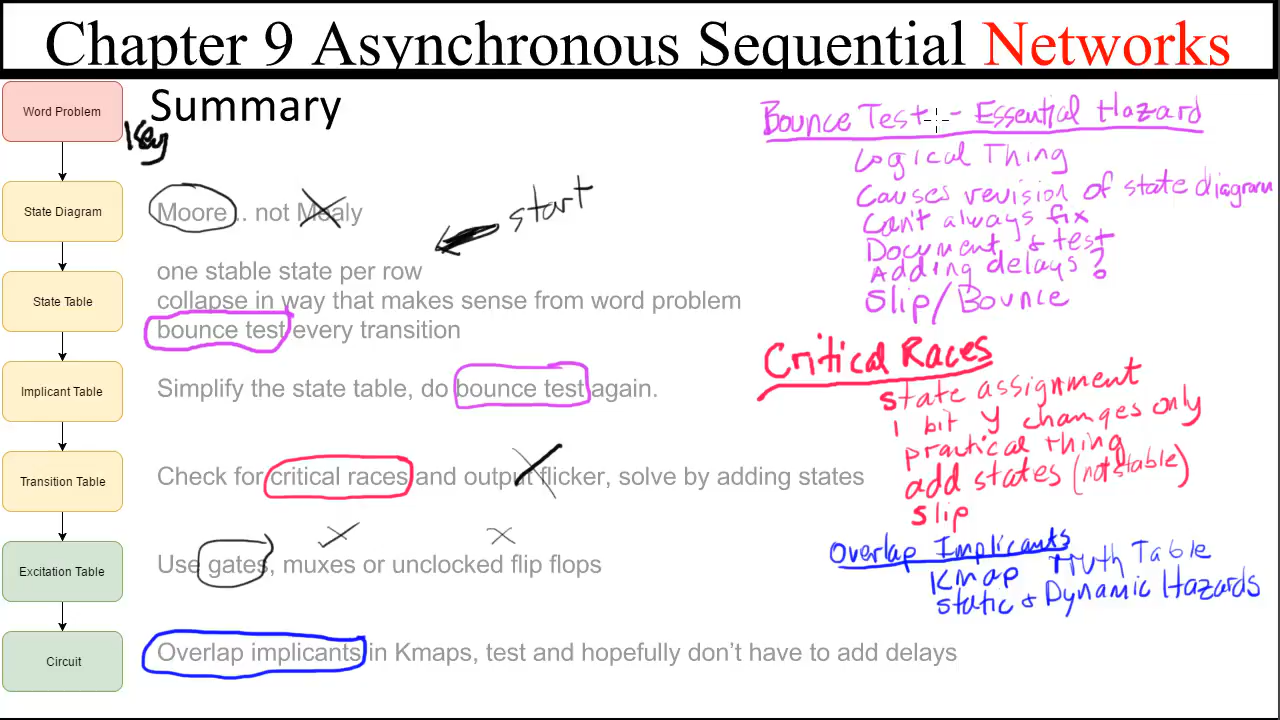 Chapter 9 Asynchronous Sequential Networks
Summary
Word Problem
Key
State Diagram
Moore... not Mealy
start
State Table
one stable state per row
collapse in way that makes sense from word problem
bounce test every transition
Implicant Table
Simplify the state table, do bounce test again.
Transition Table
Check for critical races and output flicker, solve by adding states
Excitation Table
Use gates, muxes or unclocked flip flops
Circuit
Overlap implicants in Kmaps, test and hopefully don't have to add delays
Bounce Test - Essential Hazard
Logical Thing
Causes revision of state diagram
Can't always fix
Document & test
Adding delays?
Slip/Bounce
Critical Races
state assignment
1 bit Y changes only
practical thing
add states (not stable)
slip
Overlap Implicants
Kmap Truth Table
static & Dynamic Hazards